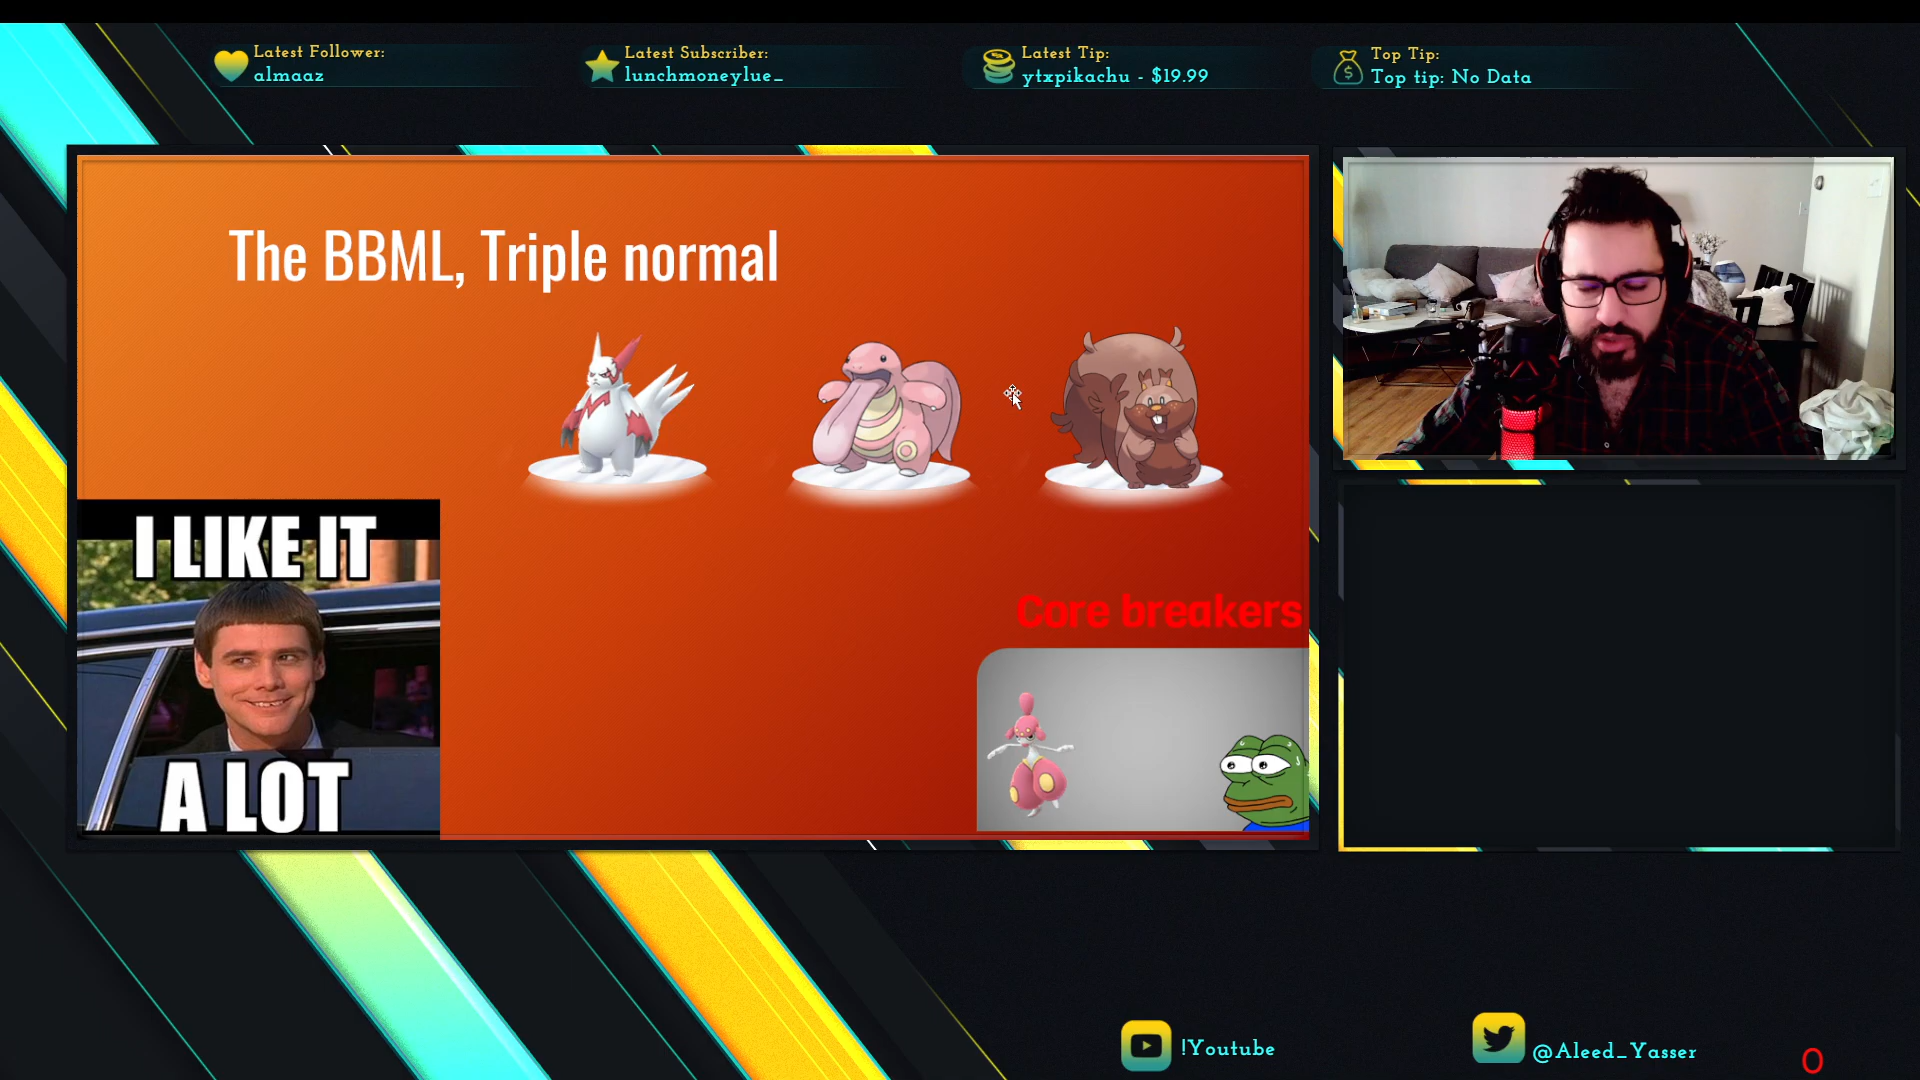 Latest Follower:
almaaz
Latest Subscriber:
lunchmoneylue_
Latest Tip:
ytxpikachu - $19.99
Top Tip:
Top tip: No Data
The BBML, Triple normal
I LIKE IT
A LOT
Core breakers
!Youtube
@Aleed_Yasser
0